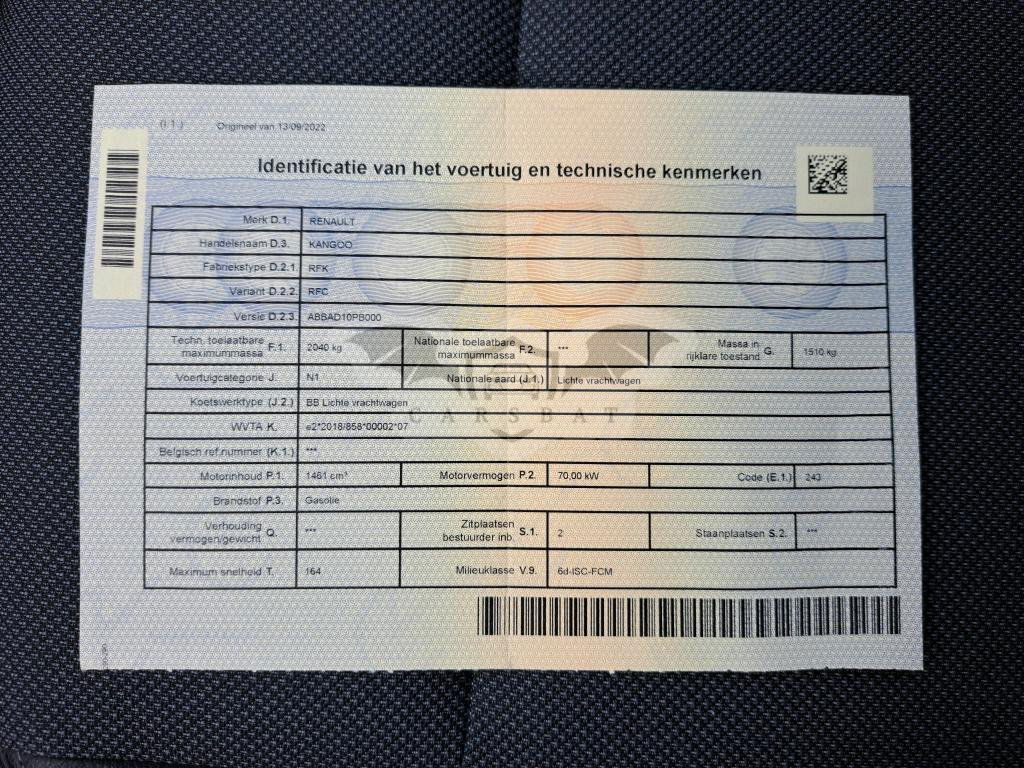 Origineel van 13/09/2022
Identificatie van het voertuig en technische kenmerken
Merk D.1. RENAULT
Handelsnaam D.3. KANGOO
Fabriekstype D.2.1. RFK
Variant D.2.2. RFC
Versie D.2.3. ABBAD10PB000
Techn. toelaatbare maximummassa F.1. 2040 kg Nationale toelaatbare maximummassa F.2. *** Massa in rijklare toestand G. 1510 kg
Voertuigcategorie J. N1 Nationale aard (J.1.) Lichte vrachtwagen
Koetswerktype (J.2.) BB Lichte vrachtwagen
CARSBAT
WVTA K. e2*2018/858*00002*07
Belgisch ref.nummer (K.1.) ***
Motorinhoud P.1. 1461 cm³ Motorvermogen P.2. 70,00 kW Code (E.1.) 243
Brandstof P.3. Gasolie
Verhouding vermogen/gewicht Q. *** Zitplaatsen bestuurder inb. S.1. 2 Staanplaatsen S.2. ***
Maximum snelheid T. 164 Milieuklasse V.9. 6d-ISC-FCM